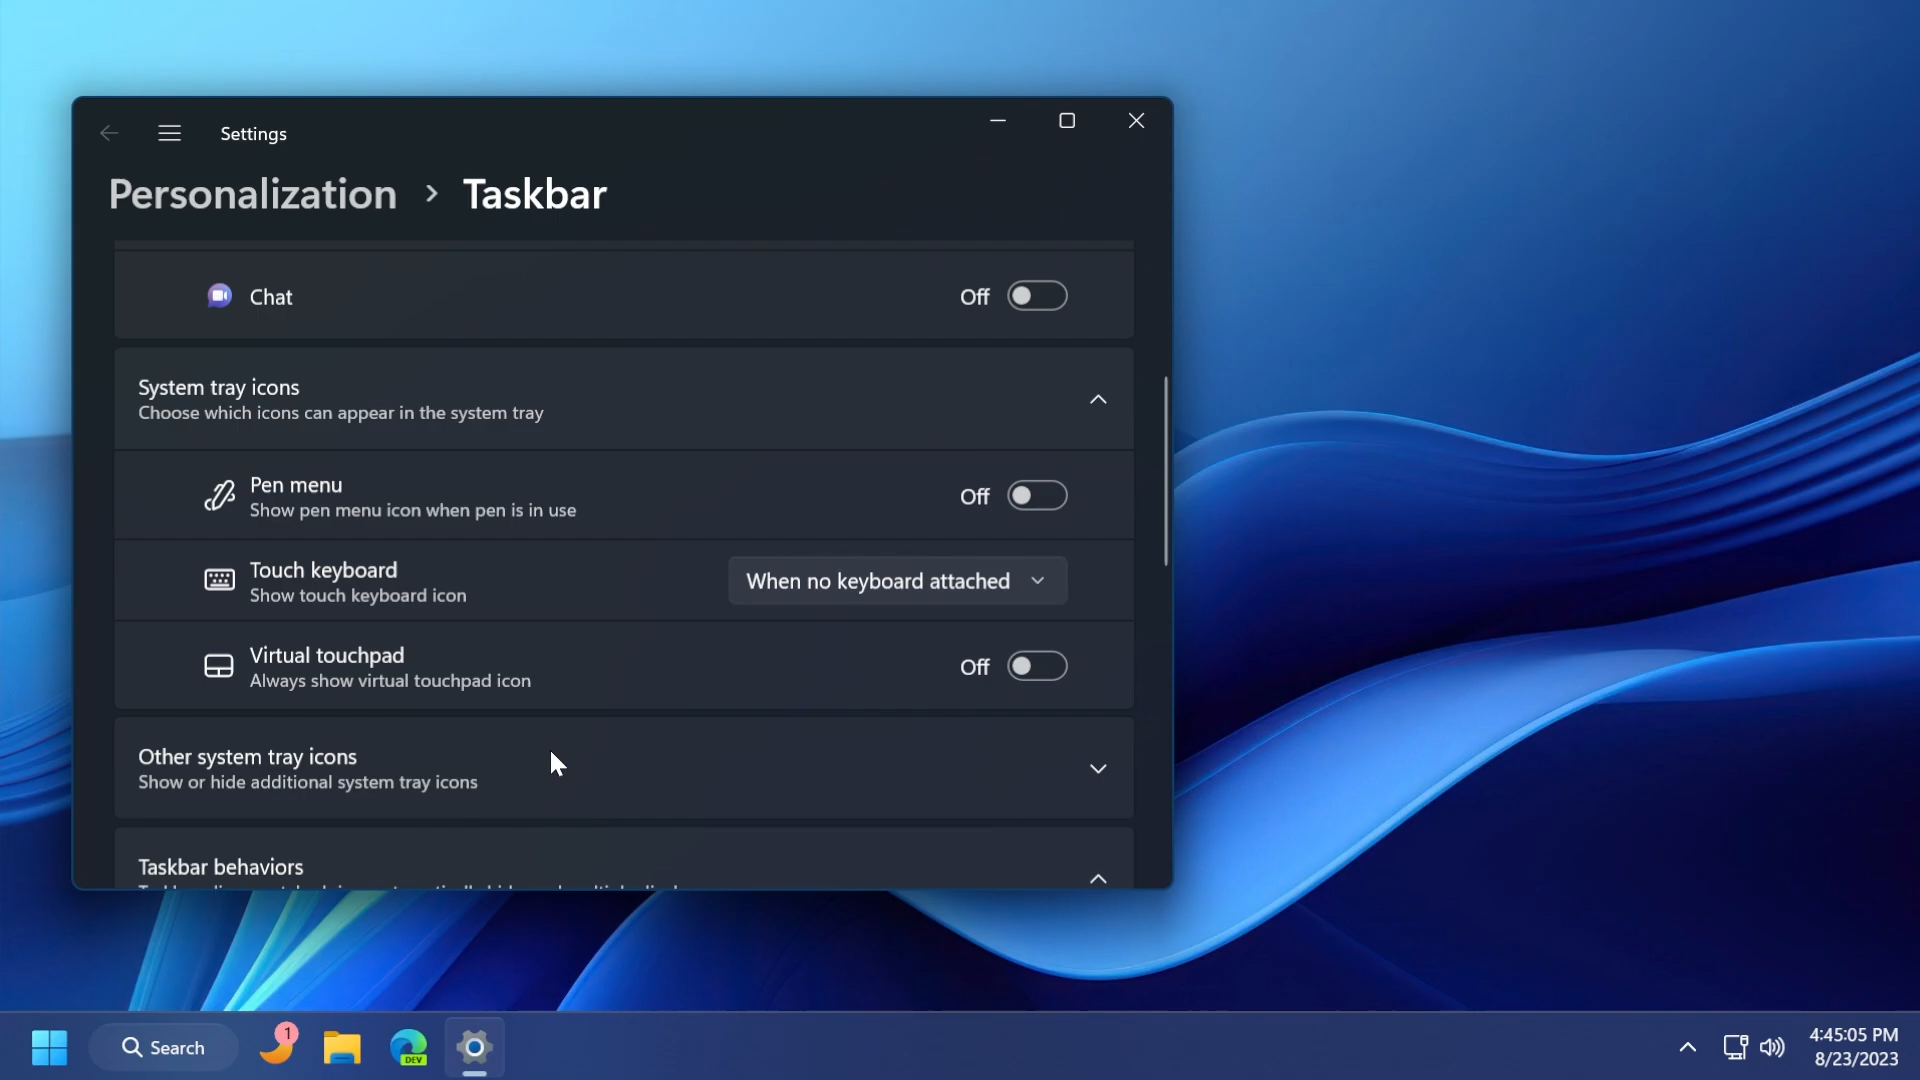 Settings
Personalization > Taskbar
Chat
Off
System tray icons
Choose which icons can appear in the system tray
Pen menu
Show pen menu icon when pen is in use
Off
Touch keyboard
Show touch keyboard icon
When no keyboard attached
Virtual touchpad
Always show virtual touchpad icon
Off
Other system tray icons
Show or hide additional system tray icons
Taskbar behaviors
Search
1
DEV
4:45:05 PM
8/23/2023